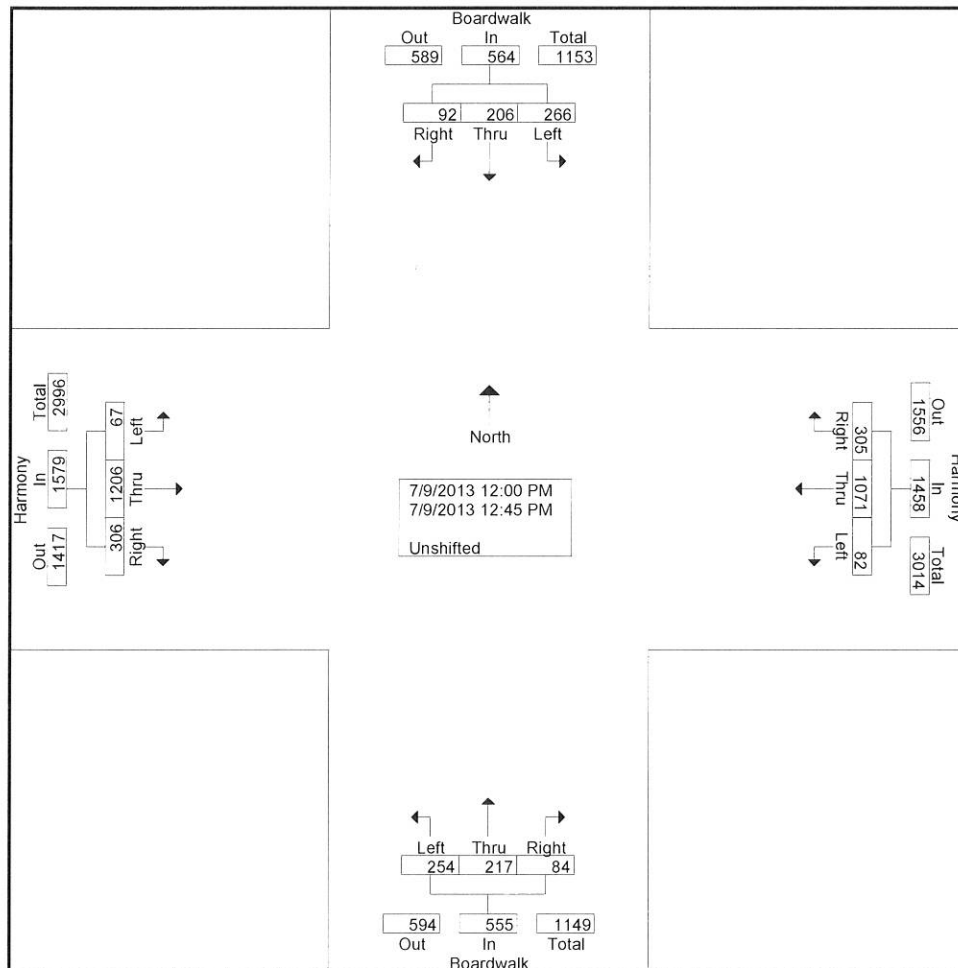 Boardwalk
Out In Total
589 564 1153
92 206 266
Right Thru Left
Harmony
Total 2996
In 1579
Out 1417
67 1206 306
Left Thru Right
North
7/9/2013 12:00 PM
7/9/2013 12:45 PM
Unshifted
Right Thru Left
305 1071 82
Out 1556
In 1458
Total 3014
Harmony
Left Thru Right
254 217 84
594 555 1149
Out In Total
Boardwalk